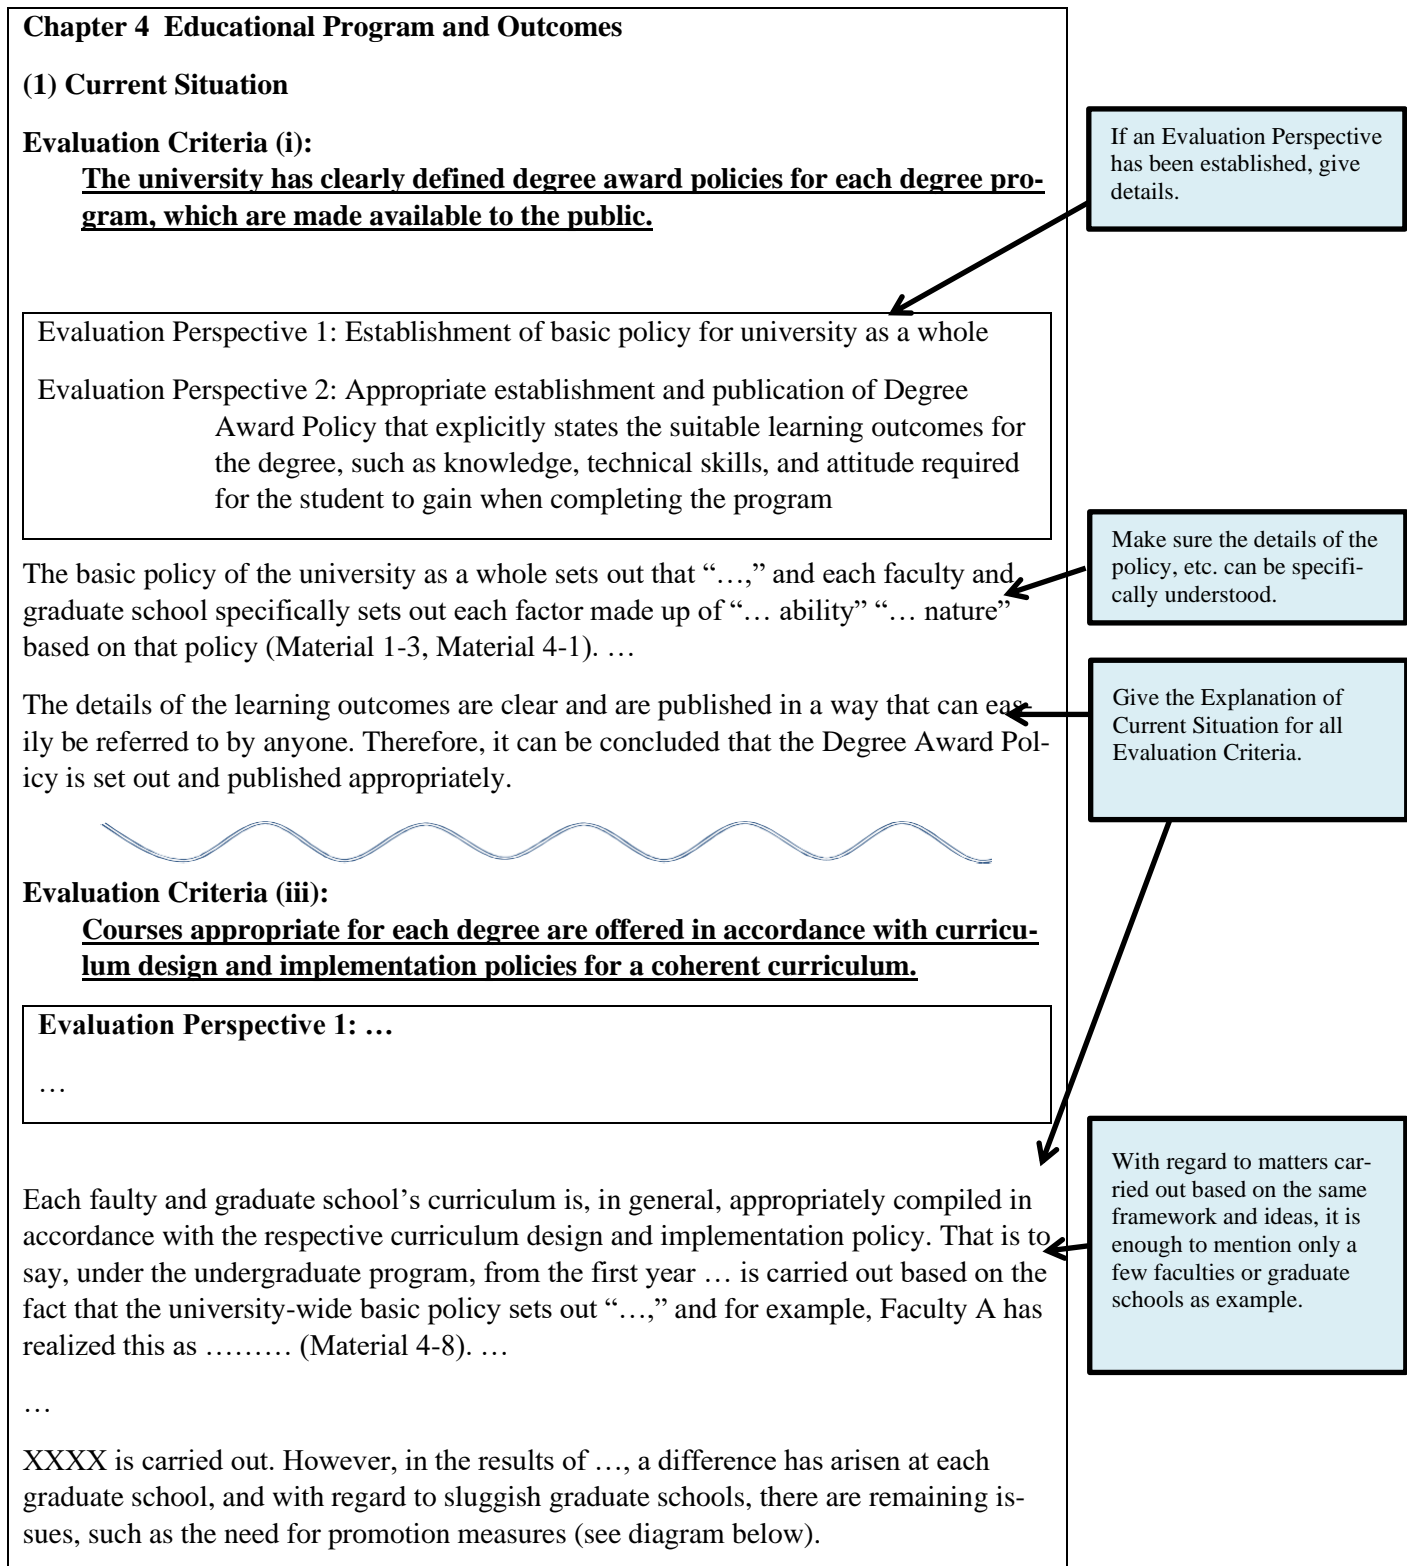 Chapter 4  Educational Program and Outcomes
(1) Current Situation
Evaluation Criteria (i):
The university has clearly defined degree award policies for each degree pro-
gram, which are made available to the public.
If an Evaluation Perspective
has been established, give
details.
Evaluation Perspective 1: Establishment of basic policy for university as a whole
Evaluation Perspective 2: Appropriate establishment and publication of Degree
Award Policy that explicitly states the suitable learning outcomes for
the degree, such as knowledge, technical skills, and attitude required
for the student to gain when completing the program
The basic policy of the university as a whole sets out that “…,” and each faculty and
graduate school specifically sets out each factor made up of “… ability” “… nature”
based on that policy (Material 1-3, Material 4-1). …
Make sure the details of the
policy, etc. can be specifi-
cally understood.
The details of the learning outcomes are clear and are published in a way that can eas-
ily be referred to by anyone. Therefore, it can be concluded that the Degree Award Pol-
icy is set out and published appropriately.
Give the Explanation of
Current Situation for all
Evaluation Criteria.
Evaluation Criteria (iii):
Courses appropriate for each degree are offered in accordance with curricu-
lum design and implementation policies for a coherent curriculum.
Evaluation Perspective 1: …
…
Each faulty and graduate school’s curriculum is, in general, appropriately compiled in
accordance with the respective curriculum design and implementation policy. That is to
say, under the undergraduate program, from the first year … is carried out based on the
fact that the university-wide basic policy sets out “…,” and for example, Faculty A has
realized this as ……… (Material 4-8). …
With regard to matters car-
ried out based on the same
framework and ideas, it is
enough to mention only a
few faculties or graduate
schools as example.
…
XXXX is carried out. However, in the results of …, a difference has arisen at each
graduate school, and with regard to sluggish graduate schools, there are remaining is-
sues, such as the need for promotion measures (see diagram below).